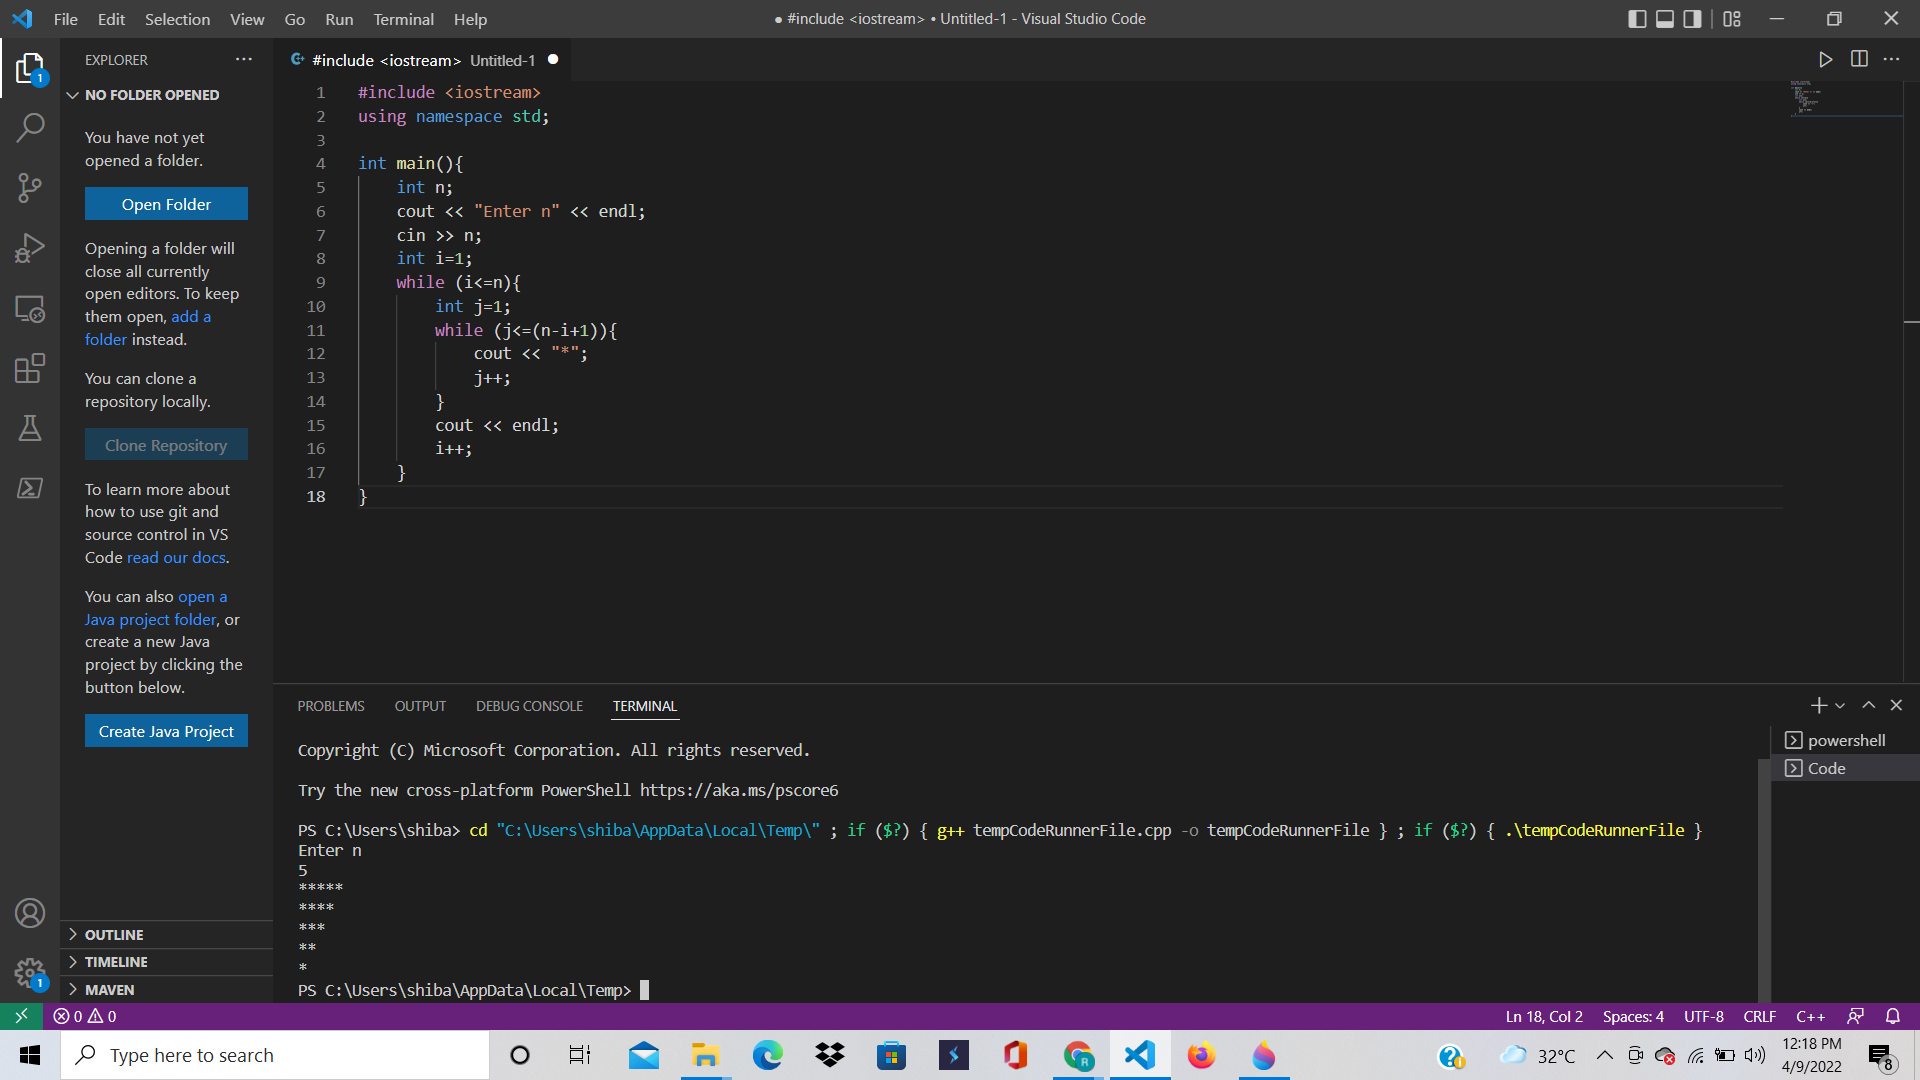 File Edit Selection View Go Run Terminal Help
● #include <iostream> • Untitled-1 - Visual Studio Code
EXPLORER
NO FOLDER OPENED
You have not yet
opened a folder.
Open Folder
Opening a folder will
close all currently
open editors. To keep
them open, add a
folder instead.
You can clone a
repository locally.
Clone Repository
To learn more about
how to use git and
source control in VS
Code read our docs.
You can also open a
Java project folder, or
create a new Java
project by clicking the
button below.
Create Java Project
OUTLINE
TIMELINE
MAVEN
1
1
#include <iostream> Untitled-1 ●
1 #include <iostream>
2 using namespace std;
3
4 int main(){
5 int n;
6 cout << "Enter n" << endl;
7 cin >> n;
8 int i=1;
9 while (i<=n){
10 int j=1;
11 while (j<=(n-i+1)){
12 cout << "*";
13 j++;
14 }
15 cout << endl;
16 i++;
17 }
18 }
PROBLEMS OUTPUT DEBUG CONSOLE TERMINAL
Copyright (C) Microsoft Corporation. All rights reserved.
Try the new cross-platform PowerShell https://aka.ms/pscore6
PS C:\Users\shiba> cd "C:\Users\shiba\AppData\Local\Temp\" ; if ($?) { g++ tempCodeRunnerFile.cpp -o tempCodeRunnerFile } ; if ($?) { .\tempCodeRunnerFile }
Enter n
5
*****
****
***
**
*
PS C:\Users\shiba\AppData\Local\Temp>
powershell
Code
0 0
Ln 18, Col 2 Spaces: 4 UTF-8 CRLF C++
Type here to search
32°C
12:18 PM
4/9/2022
8